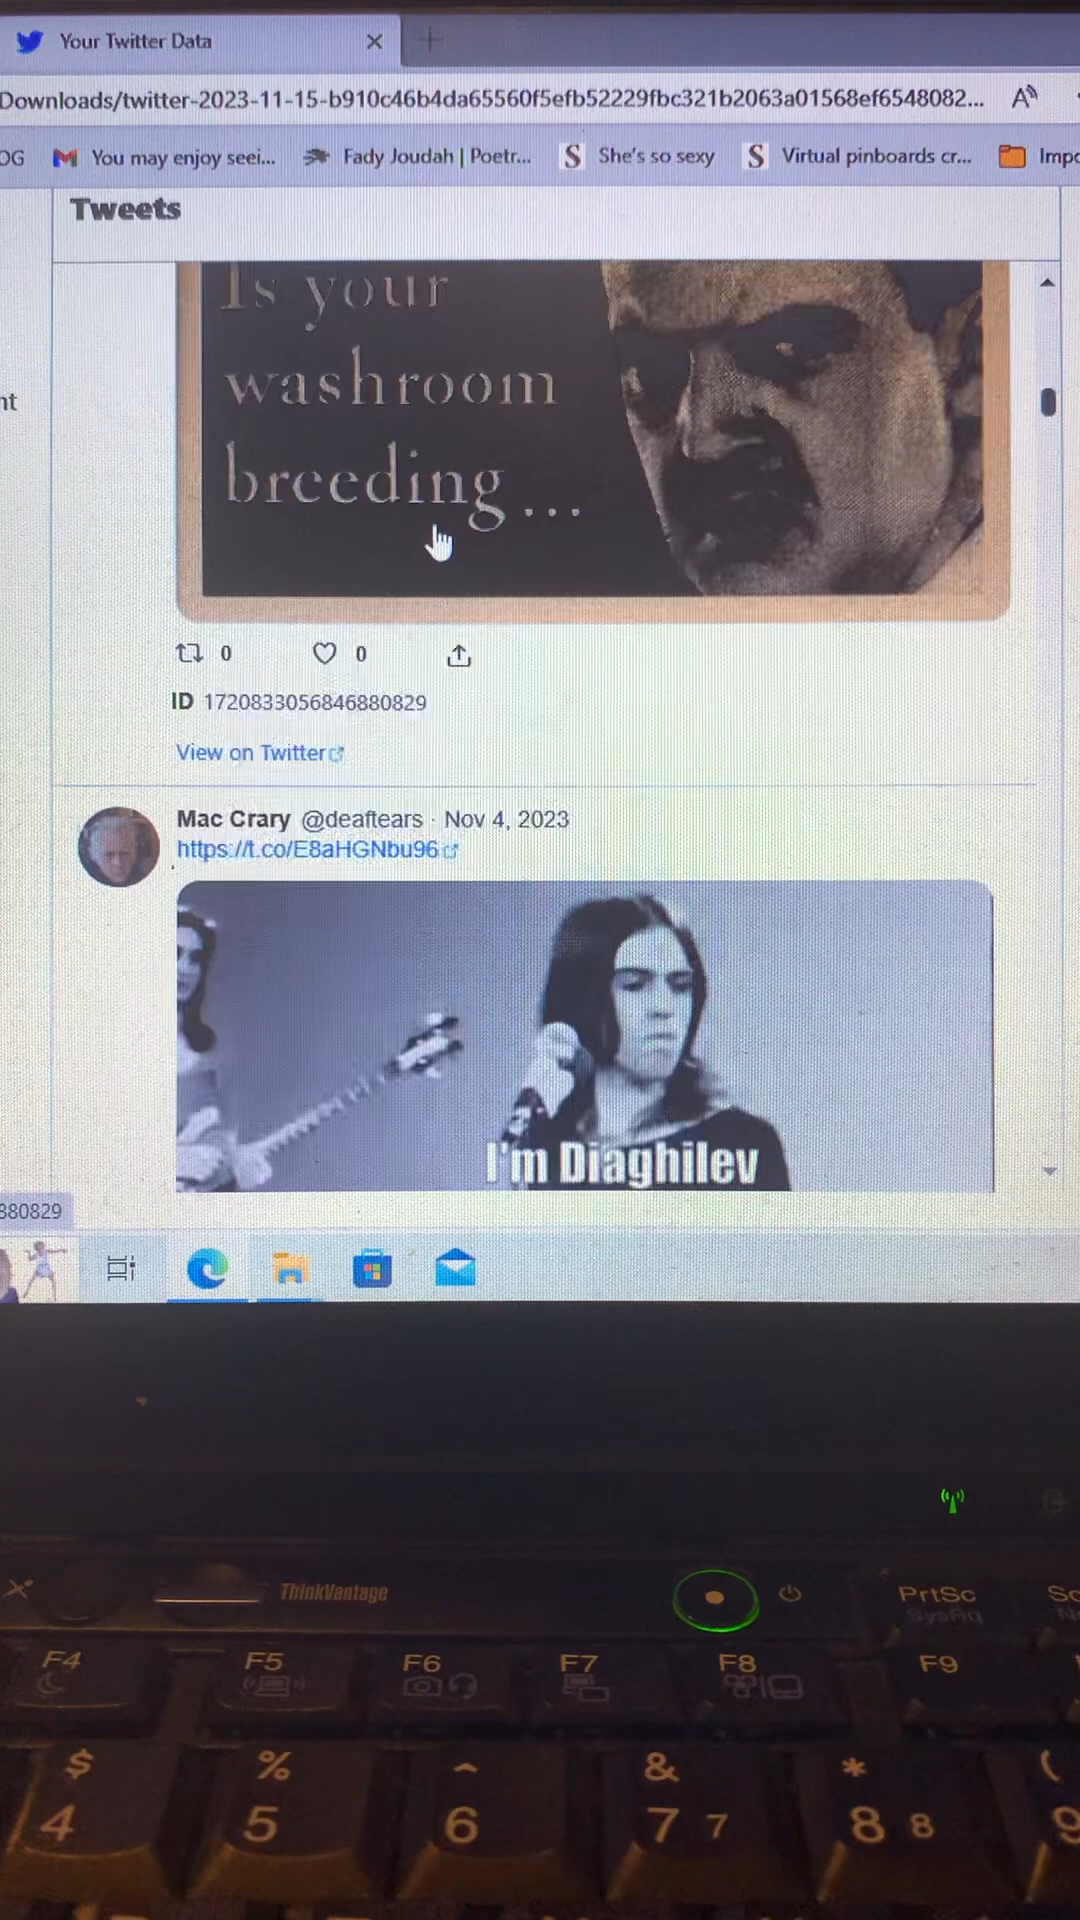 Your Twitter Data
Downloads/twitter-2023-11-15-b910c46b4da65560f5efb52229fbc321b2063a01568ef6548082...
OG
You may enjoy seei...
Fady Joudah | Poetr...
She's so sexy
Virtual pinboards cr...
Impo
Tweets
Is your
washroom
breeding...
nt
0
0
ID 1720833056846880829
View on Twitter
Mac Crary @deaftears · Nov 4, 2023
https://t.co/E8aHGNbu96
I'm Diaghilev
880829
ThinkVantage
PrtSc
SysRq
Sc
F4
F5
F6
F7
F8
F9
$
%
^
&
*
(
4
5
6
7 7
8 8
9